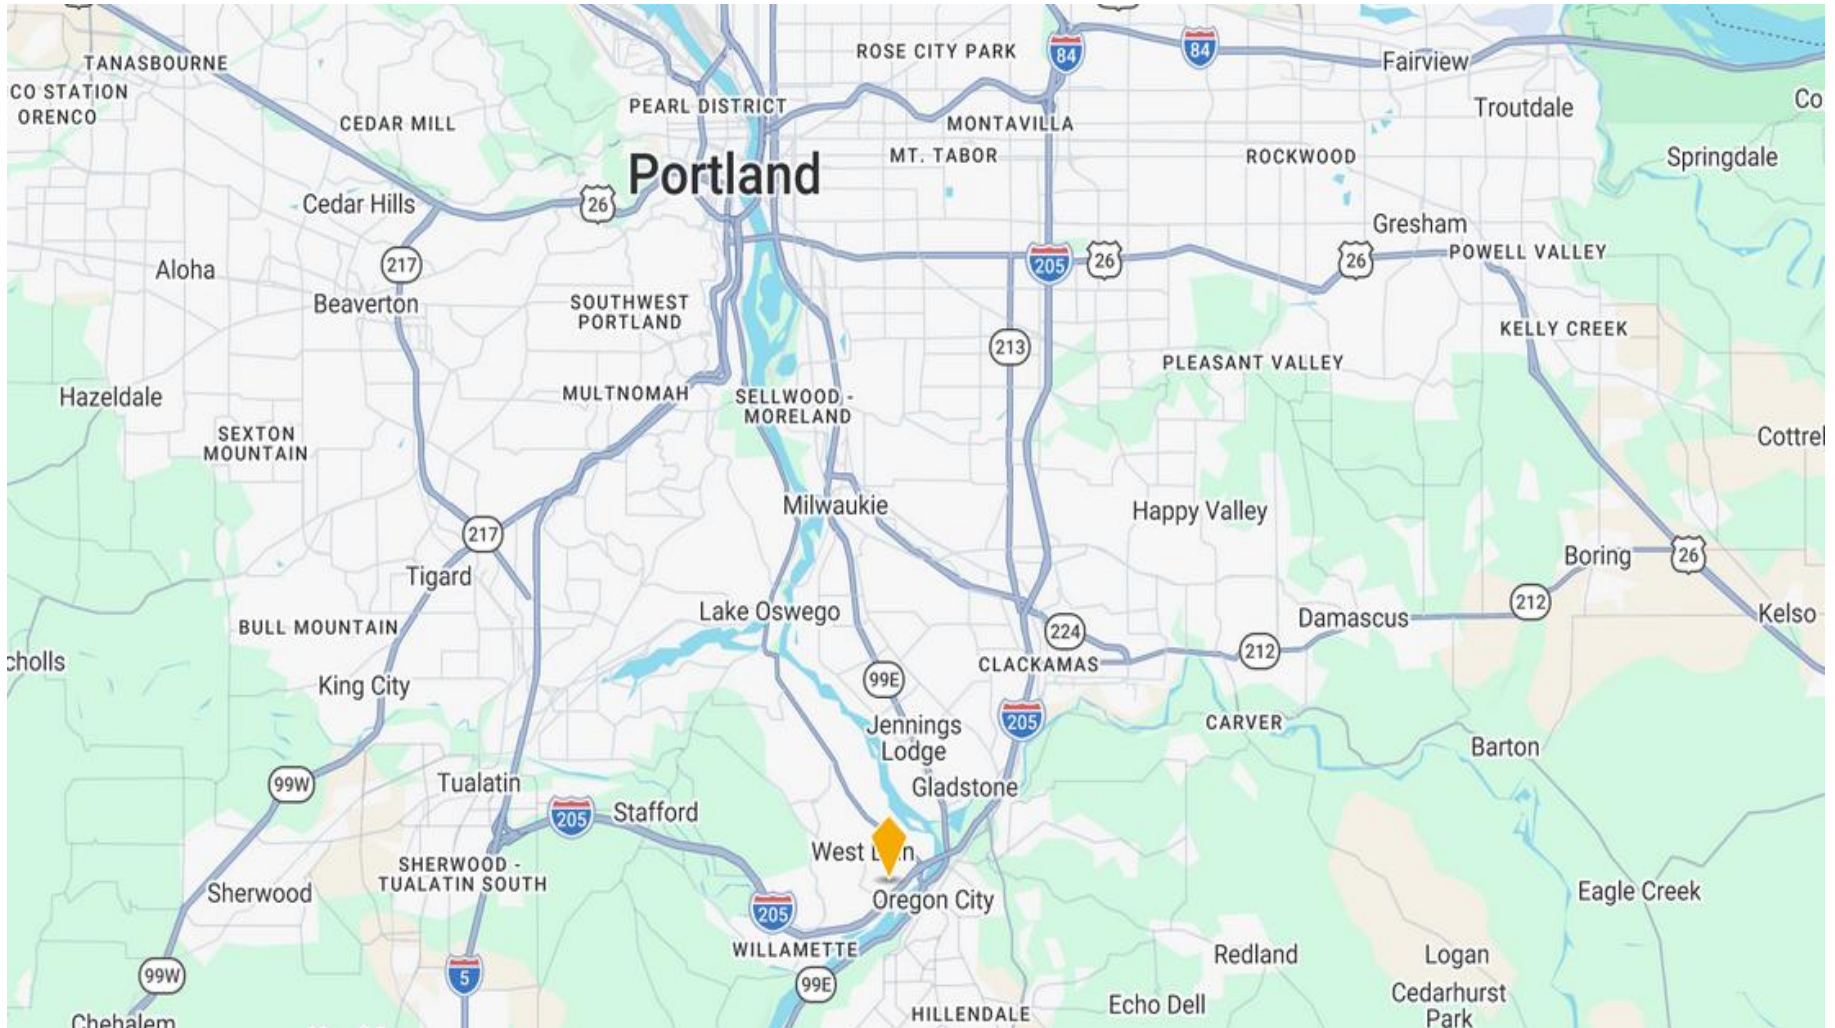 84
84
ROSE CITY PARK
Fairview
TANASBOURNE
CO STATION
ORENCO
PEARL DISTRICT
Troutdale
Co
CEDAR MILL
MONTAVILLA
MT. TABOR
ROCKWOOD
Springdale
Portland
Cedar Hills
26
Gresham
217
205
26
26
POWELL VALLEY
Aloha
Beaverton
SOUTHWEST
PORTLAND
KELLY CREEK
213
PLEASANT VALLEY
Hazeldale
MULTNOMAH
SELLWOOD -
MORELAND
SEXTON
MOUNTAIN
Cottrel
Milwaukie
Happy Valley
217
Boring
26
Tigard
212
Lake Oswego
Damascus
Kelso
BULL MOUNTAIN
224
212
cholls
CLACKAMAS
King City
99E
205
CARVER
Jennings
Lodge
Barton
99W
Tualatin
Gladstone
205
Stafford
West
SHERWOOD -
TUALATIN SOUTH
Sherwood
Oregon City
Eagle Creek
205
WILLAMETTE
Redland
Logan
99W
5
99E
Echo Dell
Cedarhurst
Park
HILLENDALE
Chehalem